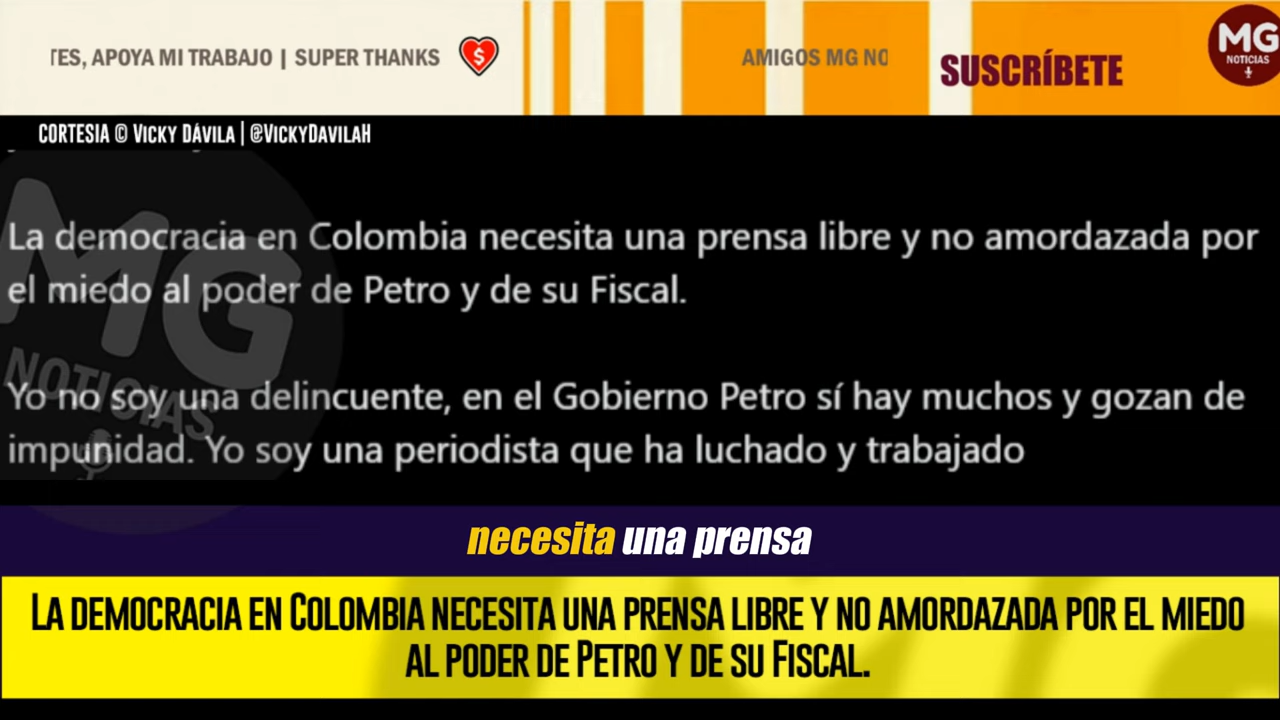 TES, APOYA MI TRABAJO | SUPER THANKS
AMIGOS MG NO
SUSCRÍBETE
MG
NOTICIAS
CORTESIA © VICKY DÁVILA | @VICKYDAVILAH
La democracia en Colombia necesita una prensa libre y no amordazada por
el miedo al poder de Petro y de su Fiscal.
Yo no soy una delincuente, en el Gobierno Petro sí hay muchos y gozan de
impunidad. Yo soy una periodista que ha luchado y trabajado
MG
NOTICIAS
necesita una prensa
LA DEMOCRACIA EN COLOMBIA NECESITA UNA PRENSA LIBRE Y NO AMORDAZADA POR EL MIEDO
AL PODER DE PETRO Y DE SU FISCAL.